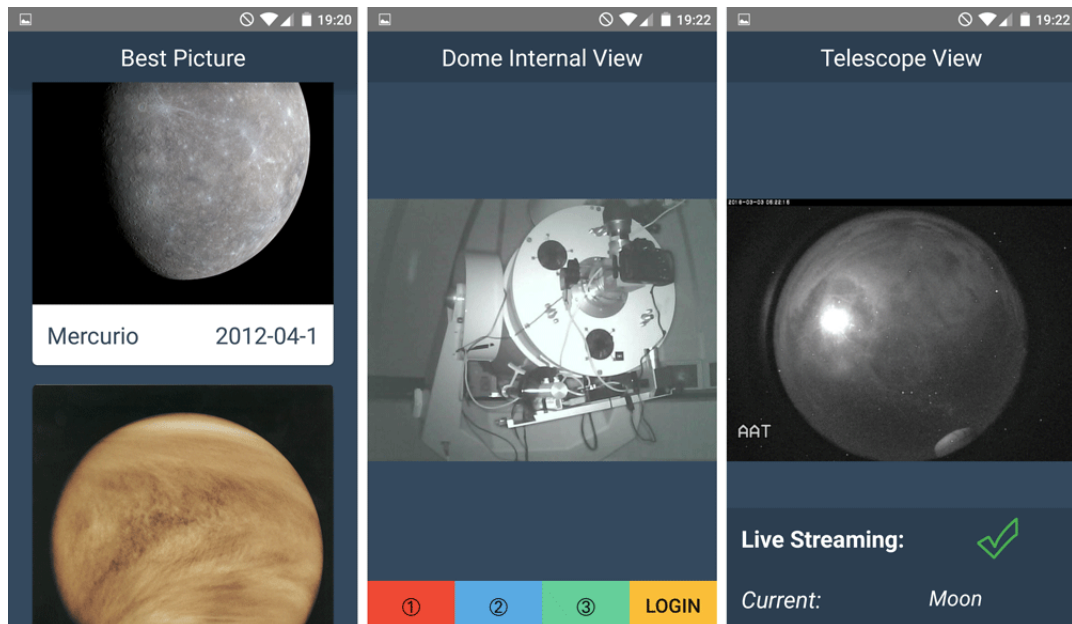 19:20
Best Picture
Mercurio 2012-04-1
19:22
Dome Internal View
① ② ③ LOGIN
19:22
Telescope View
AAT
Live Streaming:
Current: Moon